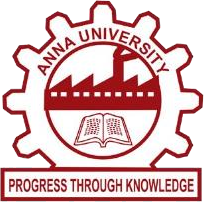 ANNA UNIVERSITY
PROGRESS THROUGH KNOWLEDGE